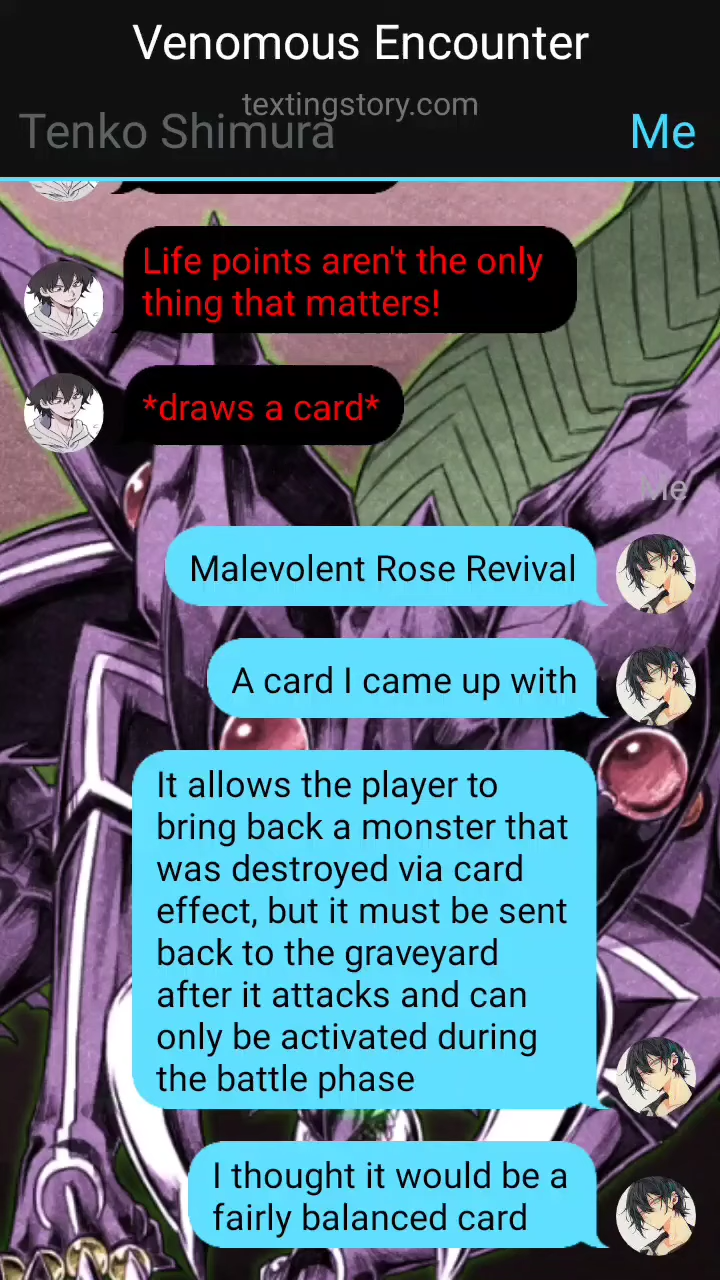 Venomous Encounter
textingstory.com
Tenko Shimura
Me
Life points aren't the only
thing that matters!
*draws a card*
Me
Malevolent Rose Revival
A card I came up with
It allows the player to
bring back a monster that
was destroyed via card
effect, but it must be sent
back to the graveyard
after it attacks and can
only be activated during
the battle phase
I thought it would be a
fairly balanced card